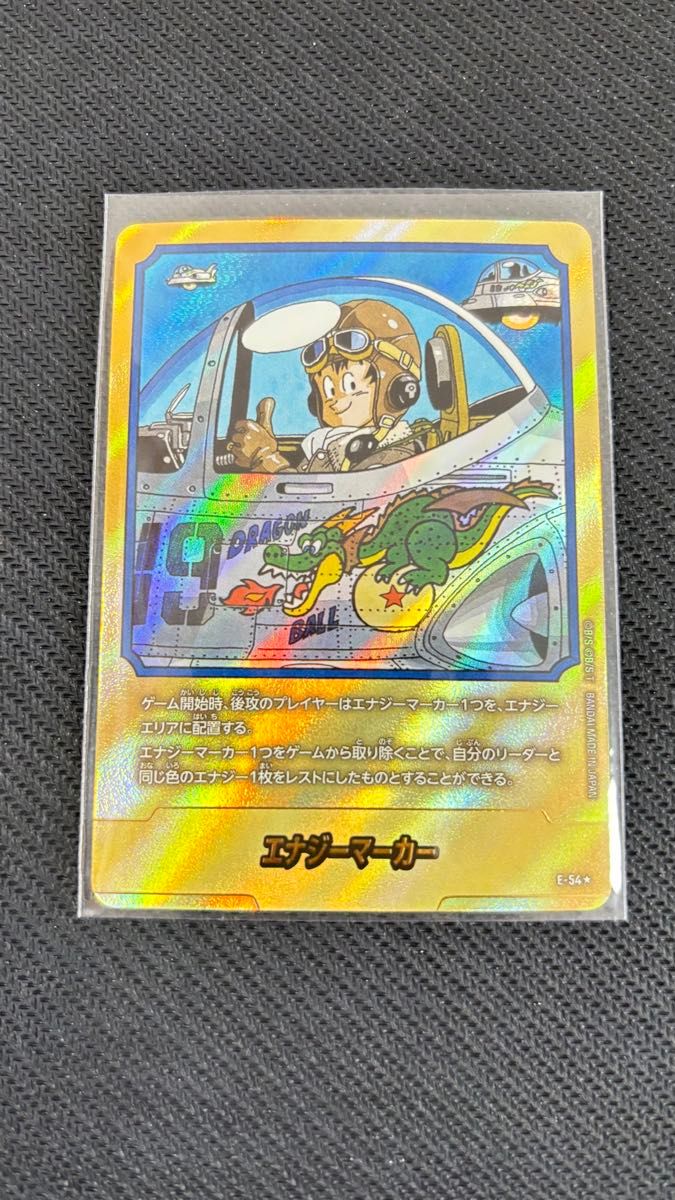 19
DRAGON
BALL
ゲーム開始時、後攻のプレイヤーはエナジーマーカー1つを、エナジー
エリアに配置する。
エナジーマーカー1つをゲームから取り除くことで、自分のリーダーと
同じ色のエナジー1枚をレストにしたものとすることができる。
BANDAI MADE IN JAPAN
エナジーマーカー
E-54★